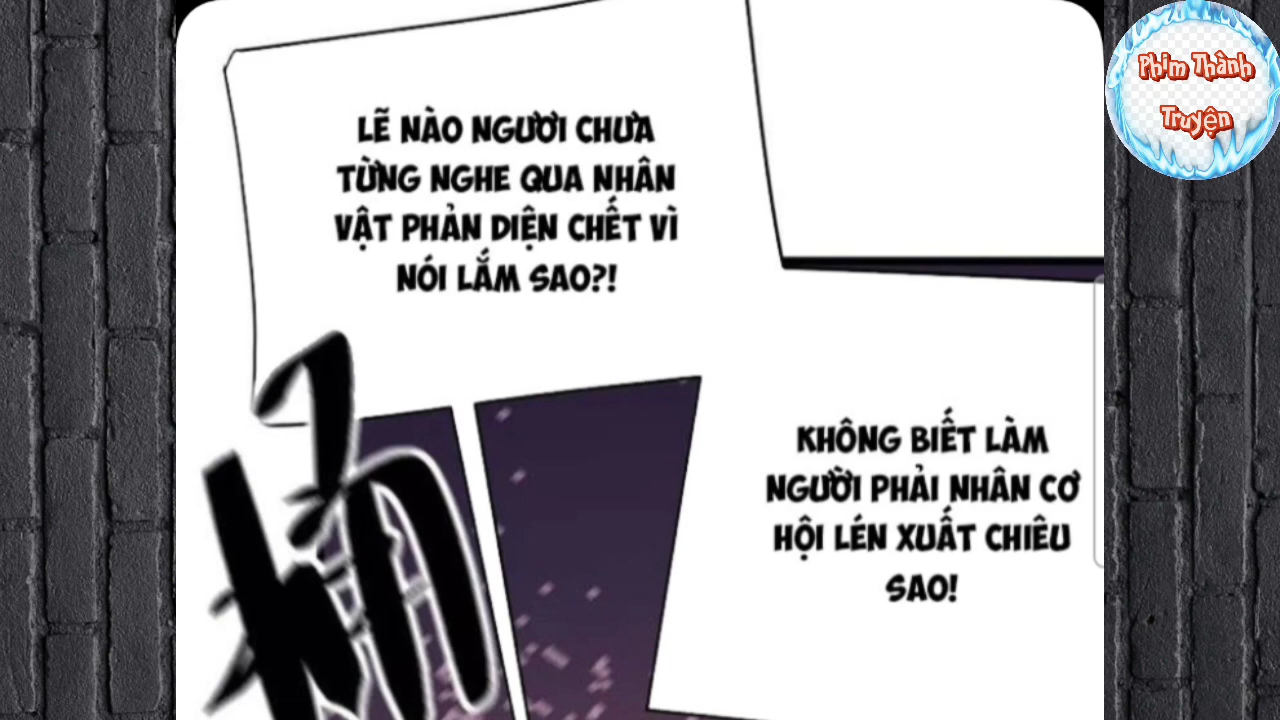 LẼ NÀO NGƯƠI CHƯA
TỪNG NGHE QUA NHÂN
VẬT PHẢN DIỆN CHẾT VÌ
NÓI LẮM SAO?!
KHÔNG BIẾT LÀM
NGƯỜI PHẢI NHÂN CƠ
HỘI LÉN XUẤT CHIÊU
SAO!
Phim Thành
Truyện